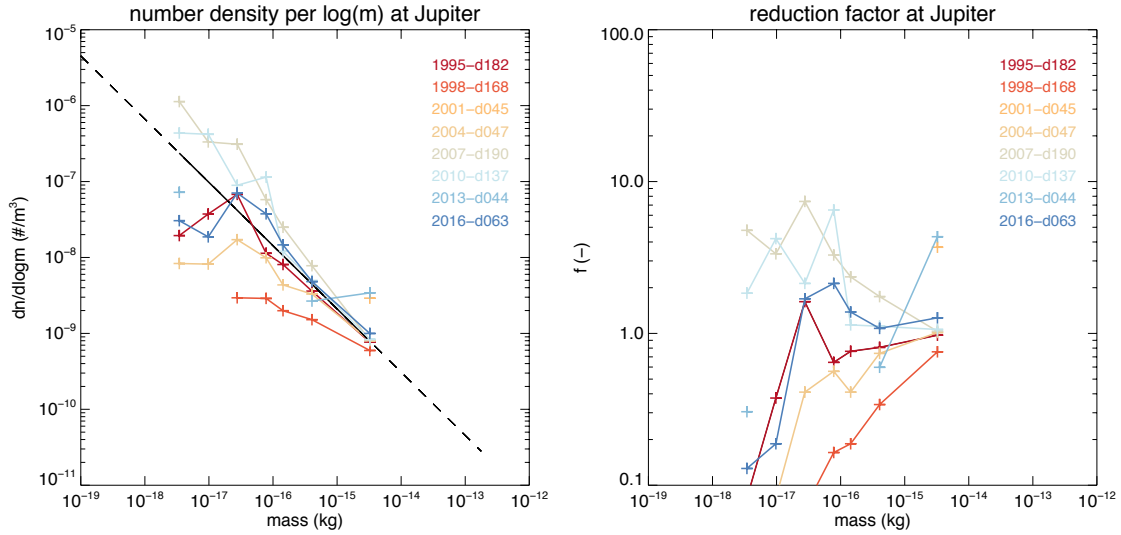 number density per log(m) at Jupiter
10⁻⁵
10⁻⁶
10⁻⁷
10⁻⁸
10⁻⁹
10⁻¹⁰
10⁻¹¹
dn/dlogm (#/m³)
1995-d182
1998-d168
2001-d045
2004-d047
2007-d190
2010-d137
2013-d044
2016-d063
10⁻¹⁹ 10⁻¹⁸ 10⁻¹⁷ 10⁻¹⁶ 10⁻¹⁵ 10⁻¹⁴ 10⁻¹³ 10⁻¹²
mass (kg)
reduction factor at Jupiter
100.0
10.0
1.0
0.1
f (-)
1995-d182
1998-d168
2001-d045
2004-d047
2007-d190
2010-d137
2013-d044
2016-d063
10⁻¹⁹ 10⁻¹⁸ 10⁻¹⁷ 10⁻¹⁶ 10⁻¹⁵ 10⁻¹⁴ 10⁻¹³ 10⁻¹²
mass (kg)